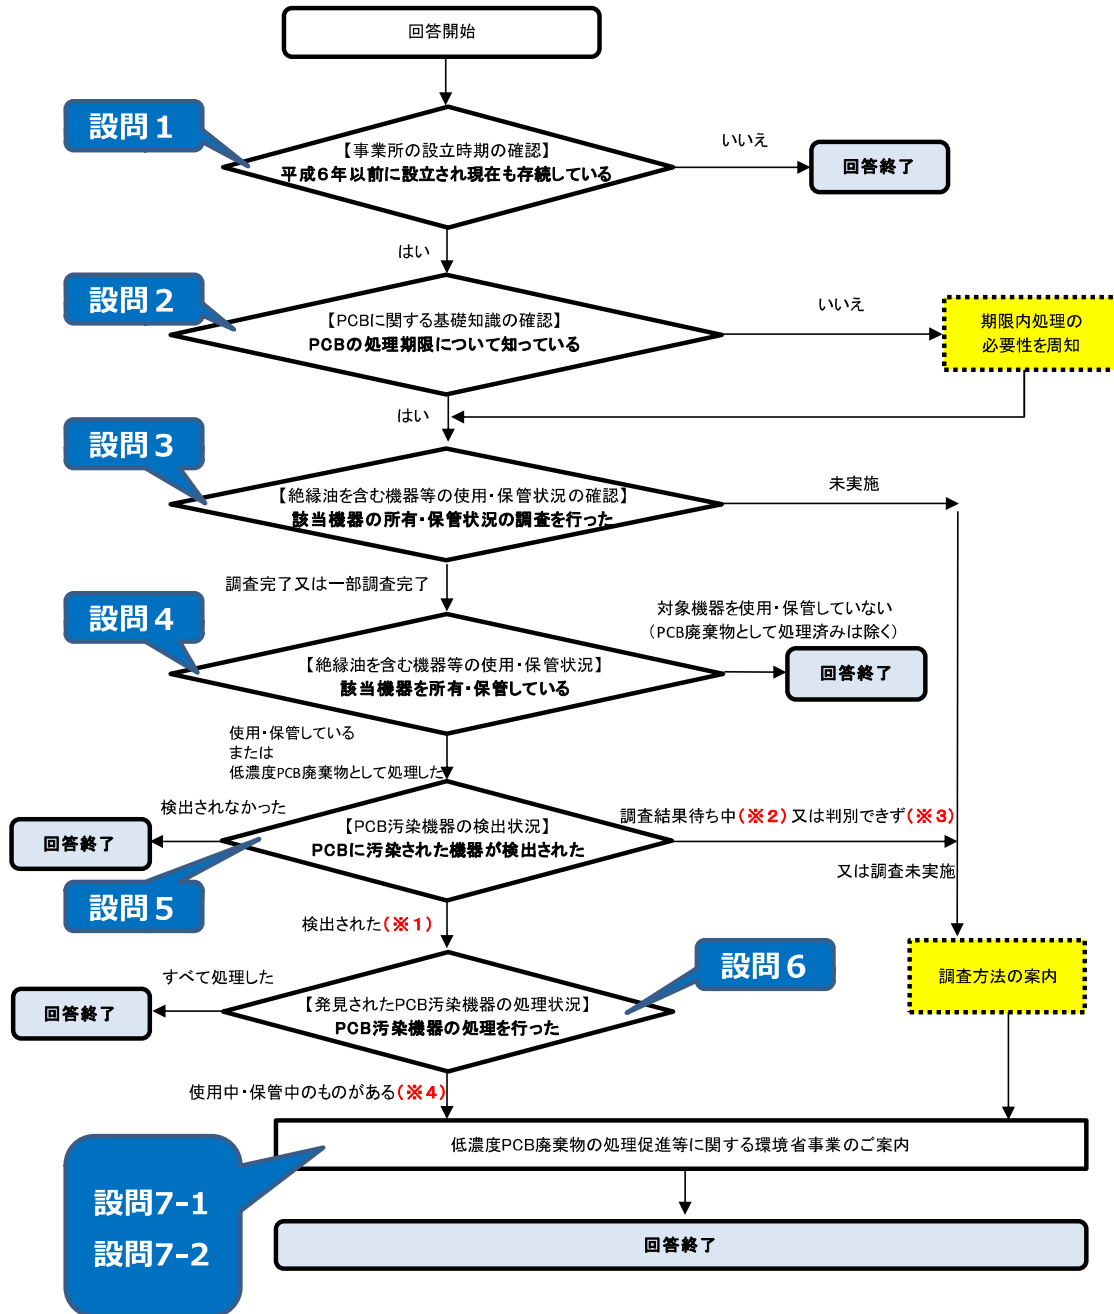 回答開始
設問１
【事業所の設立時期の確認】
平成６年以前に設立され現在も存続している
いいえ
回答終了
はい
設問２
【PCBに関する基礎知識の確認】
PCBの処理期限について知っている
いいえ
期限内処理の
必要性を周知
はい
設問３
【絶縁油を含む機器等の使用・保管状況の確認】
該当機器の所有・保管状況の調査を行った
未実施
調査完了又は一部調査完了
設問４
【絶縁油を含む機器等の使用・保管状況】
該当機器を所有・保管している
対象機器を使用・保管していない
（PCB廃棄物として処理済みは除く）
回答終了
使用・保管している
または
低濃度PCB廃棄物として処理した
検出されなかった
回答終了
設問５
【PCB汚染機器の検出状況】
PCBに汚染された機器が検出された
調査結果待ち中（※２）又は判別できず（※３）
又は調査未実施
検出された（※１）
設問６
すべて処理した
回答終了
【発見されたPCB汚染機器の処理状況】
PCB汚染機器の処理を行った
調査方法の案内
使用中・保管中のものがある（※４）
設問7-1
設問7-2
低濃度PCB廃棄物の処理促進等に関する環境省事業のご案内
回答終了